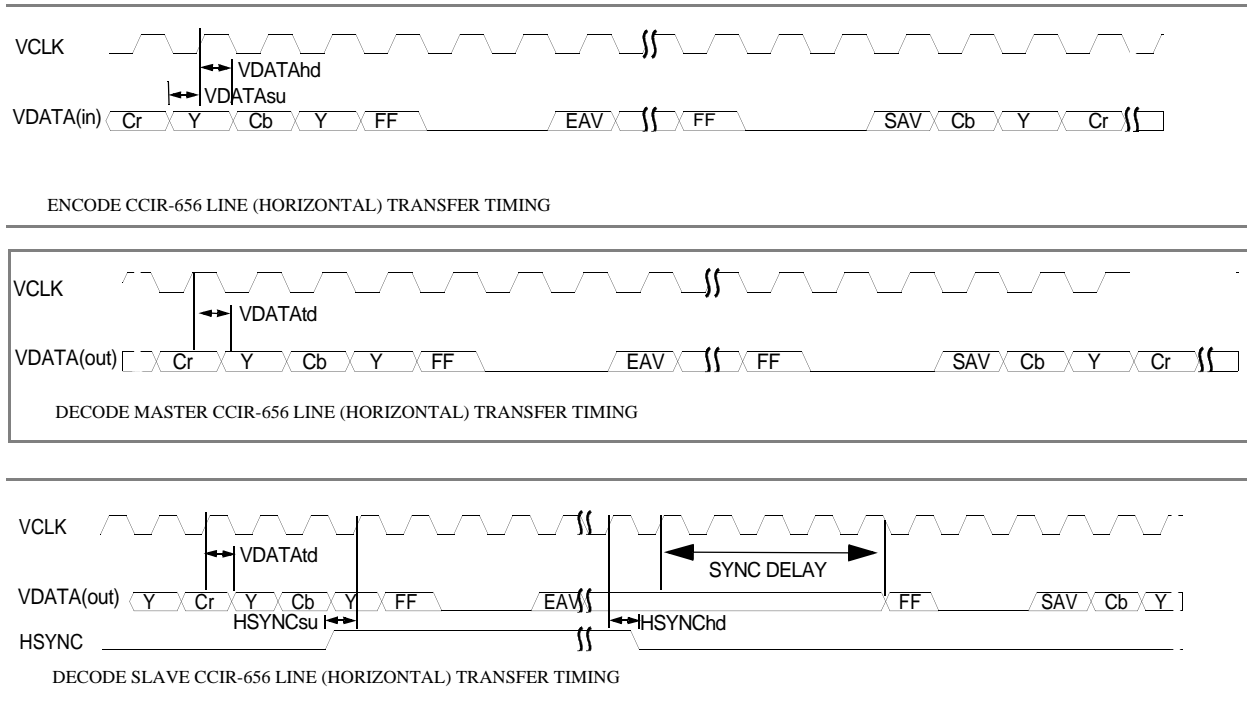 VCLK
VDATAhd
VDATAsu
VDATA(in) Cr Y Cb Y FF EAV FF SAV Cb Y Cr
ENCODE CCIR-656 LINE (HORIZONTAL) TRANSFER TIMING
VCLK
VDATAtd
VDATA(out) Cr Y Cb Y FF EAV FF SAV Cb Y Cr
DECODE MASTER CCIR-656 LINE (HORIZONTAL) TRANSFER TIMING
VCLK
VDATAtd
SYNC DELAY
VDATA(out) Y Cr Y Cb Y FF EAV FF SAV Cb Y
HSYNCsu HSYNChd
HSYNC
DECODE SLAVE CCIR-656 LINE (HORIZONTAL) TRANSFER TIMING